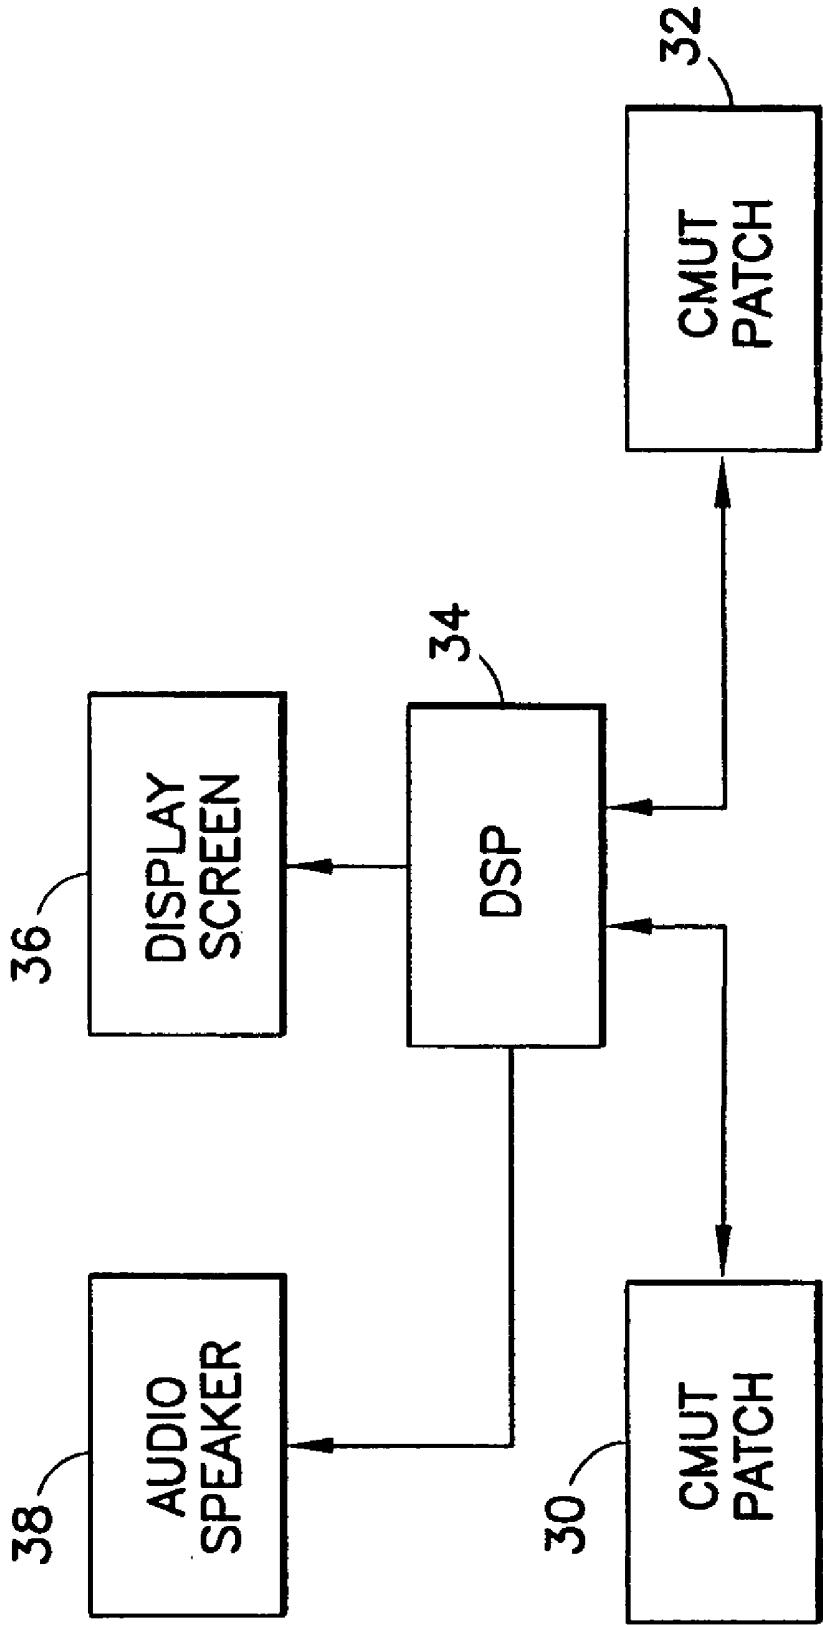 38
AUDIO
SPEAKER
36
DISPLAY
SCREEN
34
DSP
30
CMUT
PATCH
32
CMUT
PATCH